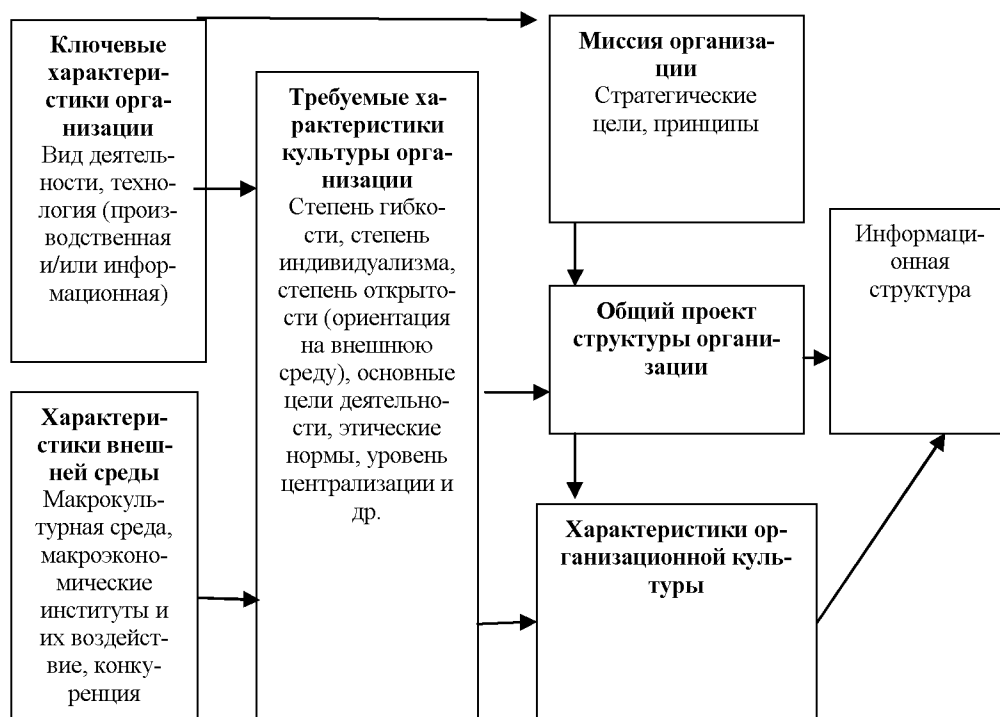 Ключевые
характери-
стики орга-
низации
Вид деятель-
ности, техно-
логия (произ-
водственная
и/или инфор-
мационная)
Характери-
стики внеш-
ней среды
Макрокуль-
турная среда,
макроэконо-
мические
институты и
их воздейст-
вие, конку-
ренция
Требуемые ха-
рактеристики
культуры орга-
низации
Степень гибко-
сти, степень
индивидуализма,
степень открыто-
сти (ориентация
на внешнюю
среду), основные
цели деятельно-
сти, этические
нормы, уровень
централизации и
др.
Миссия организа-
ции
Стратегические
цели, принципы
Общий проект
структуры органи-
зации
Характеристики ор-
ганизационной куль-
туры
Информаци-
онная
структура